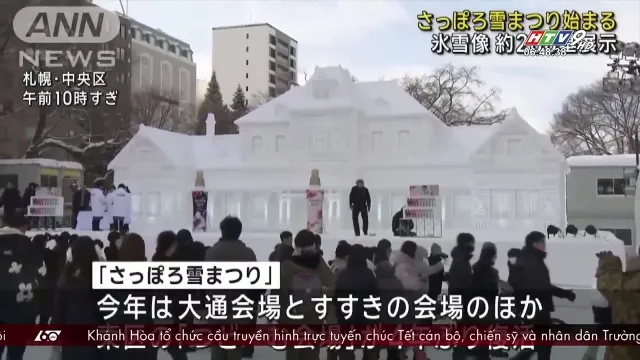 ANN
NEWS
札幌・中央区
午前10時すぎ
さっぽろ雪まつり始まる
氷雪像 約2
展示
HTV9
06:48:38
「さっぽろ雪まつり」
今年は大通会場とすすきの会場のほか
Khánh Hòa tổ chức cầu truyền hình trực tuyến chúc Tết cán bộ, chiến sỹ và nhân dân Trường